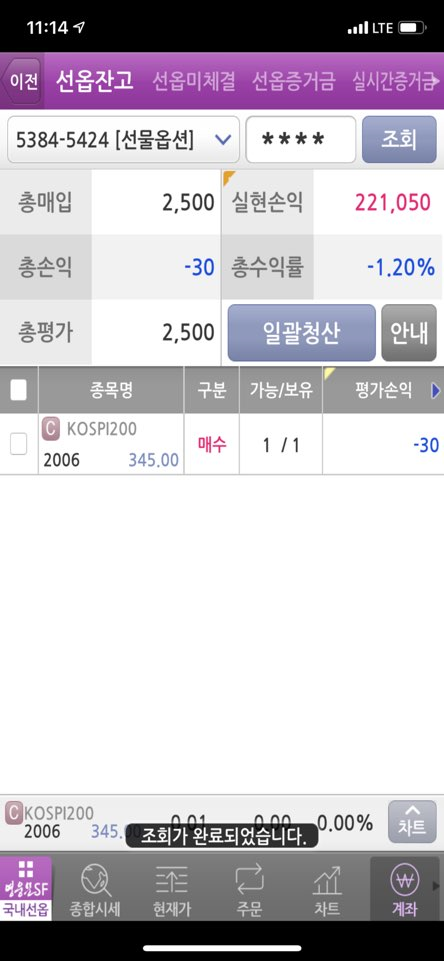 11:14 LTE
이전 선옵잔고 선옵미체결 선옵증거금 실시간증거금
5384-5424 [선물옵션] **** 조회
총매입 2,500 실현손익 221,050
총손익 -30 총수익률 -1.20%
총평가 2,500 일괄청산 안내
종목명 구분 가능/보유 평가손익
C KOSPI200 매수 1 / 1 -30
2006 345.00
C KOSPI200 0.01 0.00 0.00% 차트
2006 345.0
조회가 완료되었습니다.
영웅문SF
국내선옵 종합시세 현재가 주문 차트 계좌